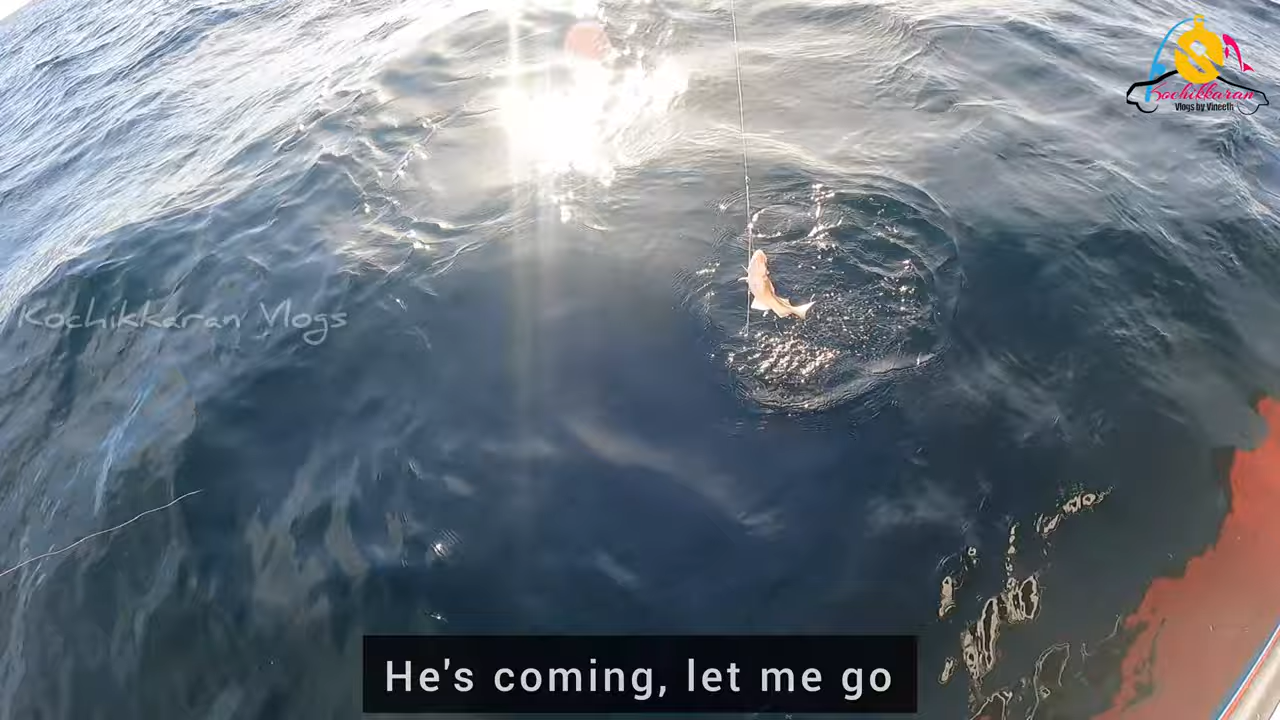 Kochikkaran
Vlogs by Vineeth
Kochikkaran Vlogs
He's coming, let me go